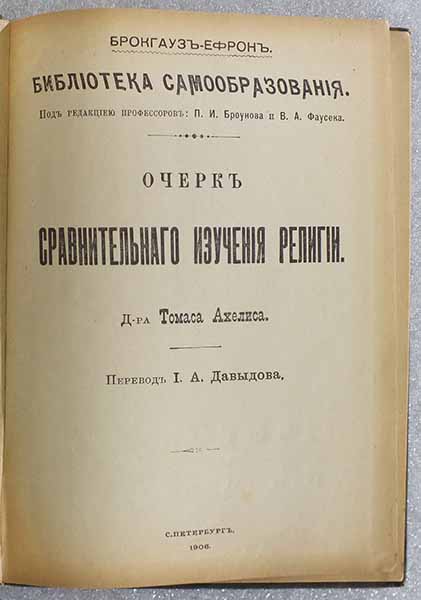 БРОКГАУЗЪ-ЕФРОНЪ.
БИБЛІОТЕКА САМООБРАЗОВАНІЯ.
Подъ редакціею профессоровъ: П. И. Броунова и В. А. Фаусека.
ОЧЕРКЪ
СРАВНИТЕЛЬНАГО ИЗУЧЕНІЯ РЕЛИГІИ.
Д-ра Томаса Ахелиса.
Переводъ І. А. Давыдова.
С.ПЕТЕРБУРГЪ.
1906.